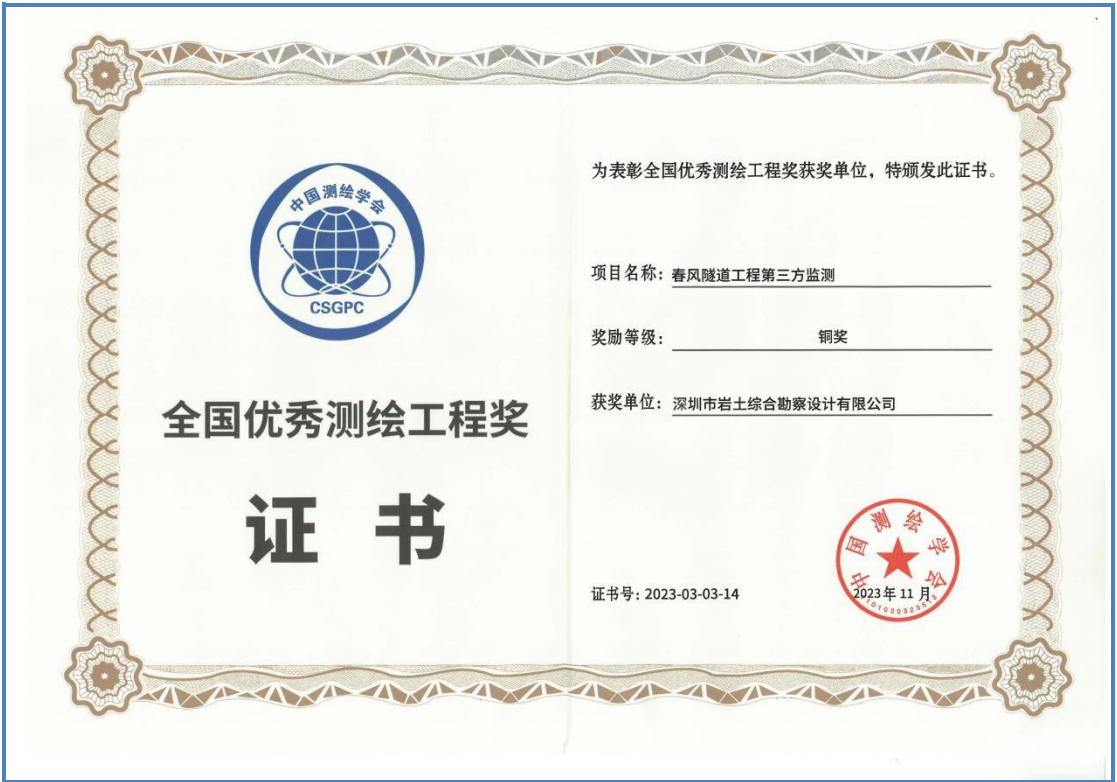 中国测绘学会
CSGPC
全国优秀测绘工程奖
证 书
为表彰全国优秀测绘工程奖获奖单位，特颁发此证书。
项目名称：春风隧道工程第三方监测
奖励等级：铜奖
获奖单位：深圳市岩土综合勘察设计有限公司
证书号：2023-03-03-14
中国测绘学会
2023年11月